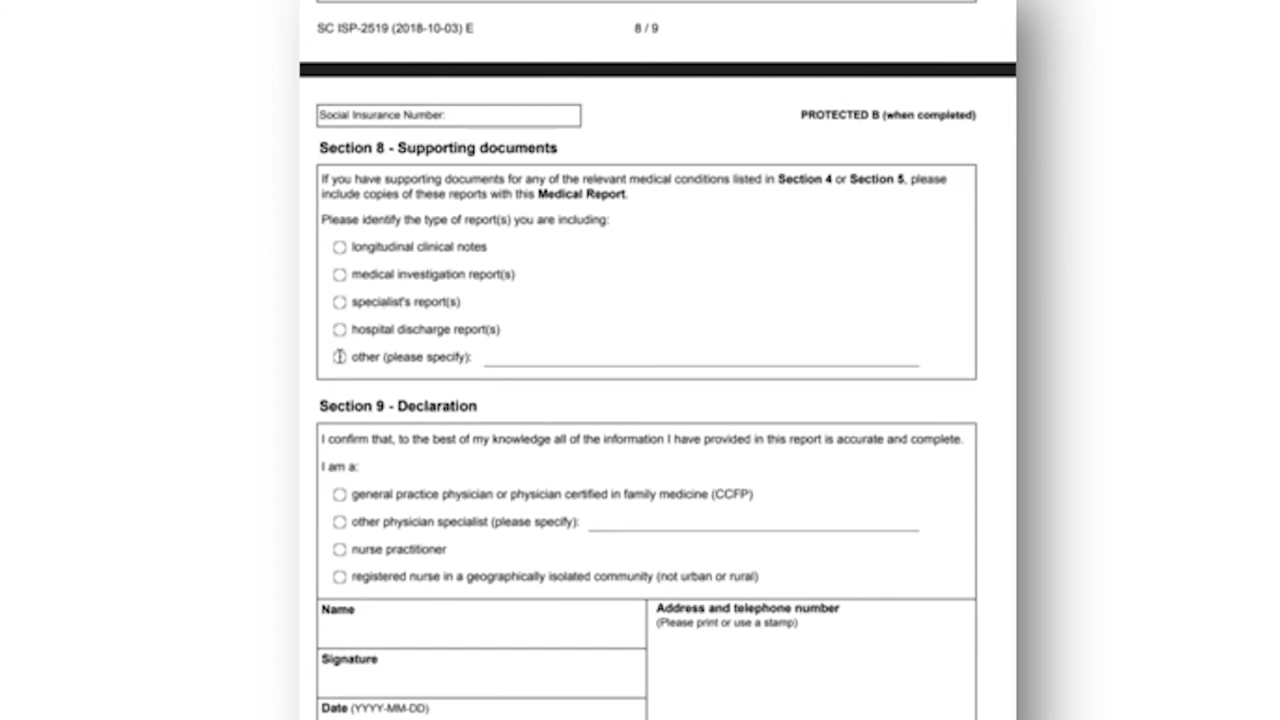 SC ISP-2519 (2018-10-03) E 8 / 9
Social Insurance Number: PROTECTED B (when completed)
Section 8 - Supporting documents
If you have supporting documents for any of the relevant medical conditions listed in Section 4 or Section 5, please
include copies of these reports with this Medical Report.
Please identify the type of report(s) you are including:
longitudinal clinical notes
medical investigation report(s)
specialist's report(s)
hospital discharge report(s)
other (please specify):
Section 9 - Declaration
I confirm that, to the best of my knowledge all of the information I have provided in this report is accurate and complete.
I am a:
general practice physician or physician certified in family medicine (CCFP)
other physician specialist (please specify):
nurse practitioner
registered nurse in a geographically isolated community (not urban or rural)
Name
Address and telephone number
(Please print or use a stamp)
Signature
Date (YYYY-MM-DD)